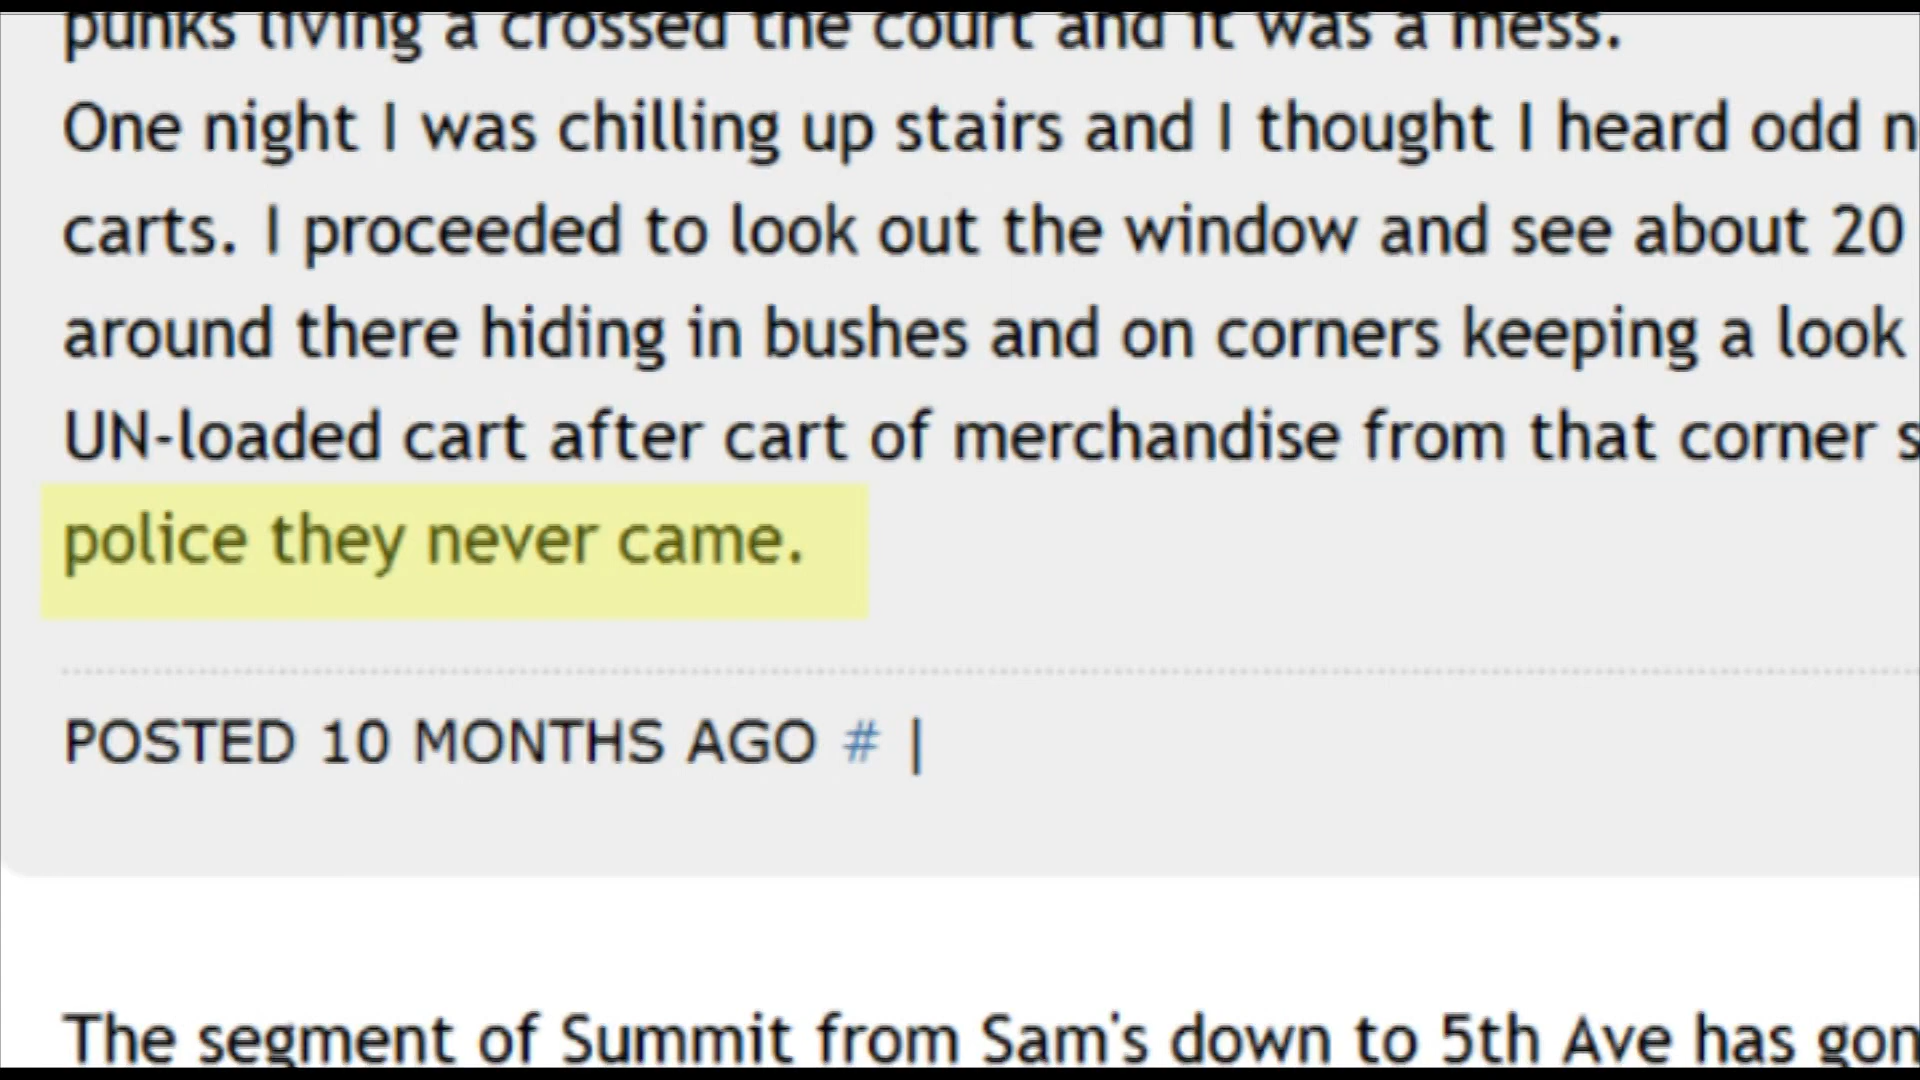 punks living a crossed the court and it was a mess.
One night I was chilling up stairs and I thought I heard odd
carts. I proceeded to look out the window and see about 20
around there hiding in bushes and on corners keeping a look
UN-loaded cart after cart of merchandise from that corner
police they never came.
POSTED 10 MONTHS AGO # |
The segment of Summit from Sam's down to 5th Ave has